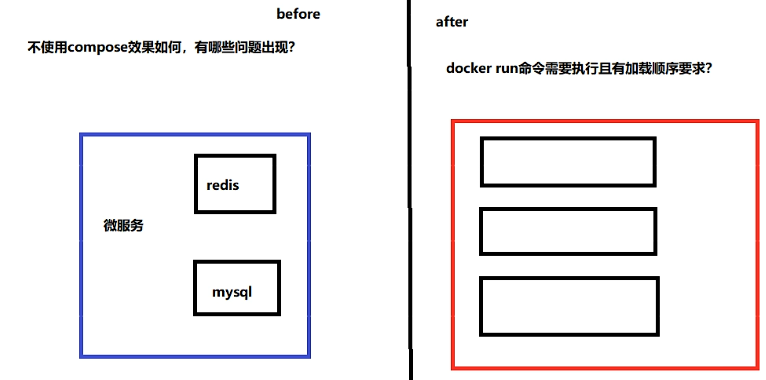 before
不使用compose效果如何，有哪些问题出现?
redis
微服务
mysql
after
docker run命令需要执行且有加载顺序要求?